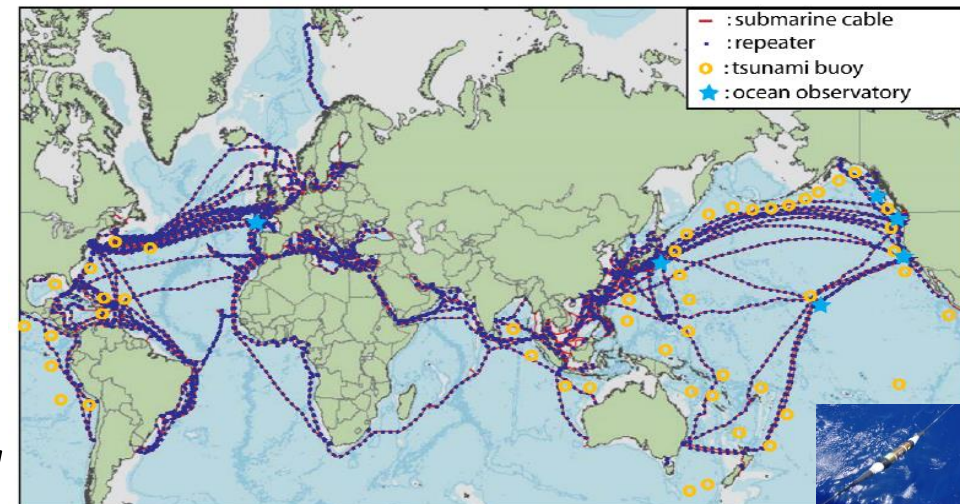 : submarine cable
: repeater
: tsunami buoy
: ocean observatory